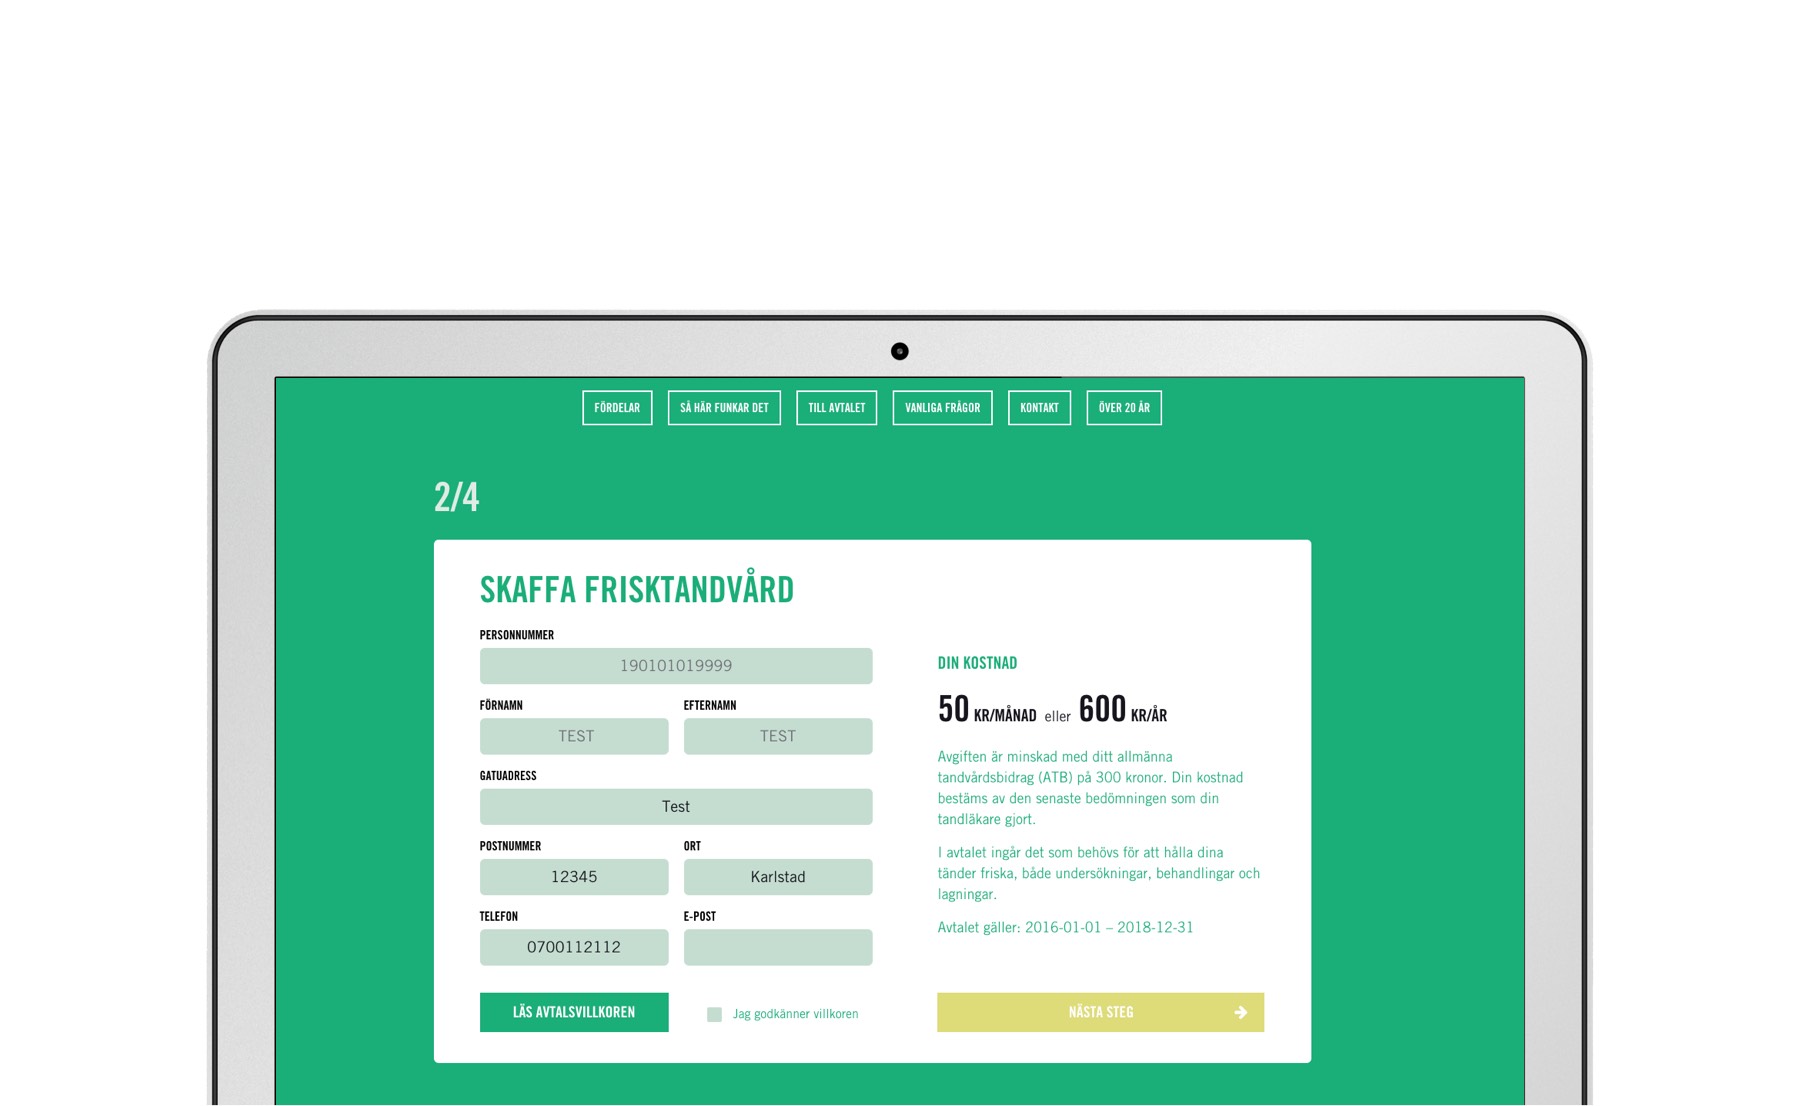 FÖRDELAR
SÅ HÄR FUNKAR DET
TILL AVTALET
VANLIGA FRÅGOR
KONTAKT
ÖVER 20 ÅR
2/4
SKAFFA FRISKTANDVÅRD
PERSONNUMMER
190101019999
FÖRNAMN
EFTERNAMN
TEST
TEST
GATUADRESS
Test
POSTNUMMER
ORT
12345
Karlstad
TELEFON
E-POST
0700112112
LÄS AVTALSVILLKOREN
Jag godkänner villkoren
DIN KOSTNAD
50 KR/MÅNAD eller 600 KR/ÅR
Avgiften är minskad med ditt allmänna
tandvårdsbidrag (ATB) på 300 kronor. Din kostnad
bestäms av den senaste bedömningen som din
tandläkare gjort.
I avtalet ingår det som behövs för att hålla dina
tänder friska, både undersökningar, behandlingar och
lagningar.
Avtalet gäller: 2016-01-01 – 2018-12-31
NÄSTA STEG